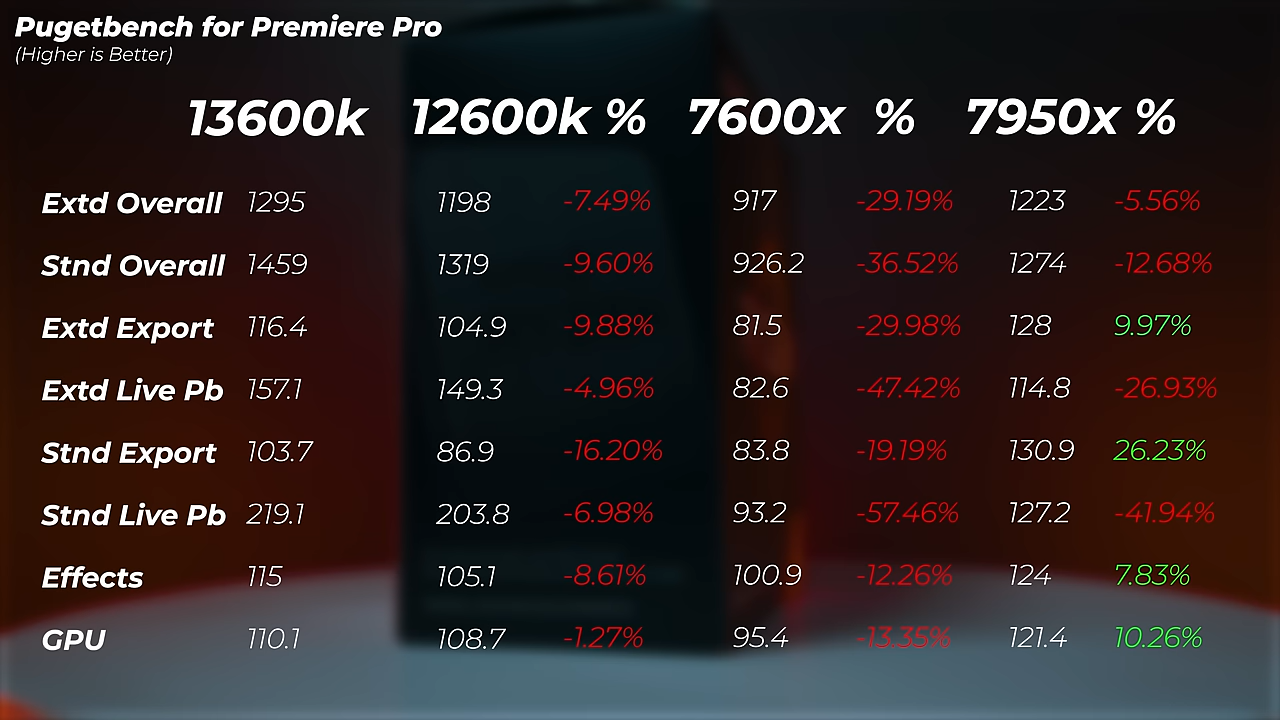 Pugetbench for Premiere Pro
(Higher is Better)
13600k 12600k % 7600x % 7950x %
Extd Overall 1295 1198 -7.49% 917 -29.19% 1223 -5.56%
Stnd Overall 1459 1319 -9.60% 926.2 -36.52% 1274 -12.68%
Extd Export 116.4 104.9 -9.88% 81.5 -29.98% 128 9.97%
Extd Live Pb 157.1 149.3 -4.96% 82.6 -47.42% 114.8 -26.93%
Stnd Export 103.7 86.9 -16.20% 83.8 -19.19% 130.9 26.23%
Stnd Live Pb 219.1 203.8 -6.98% 93.2 -57.46% 127.2 -41.94%
Effects 115 105.1 -8.61% 100.9 -12.26% 124 7.83%
GPU 110.1 108.7 -1.27% 95.4 -13.35% 121.4 10.26%